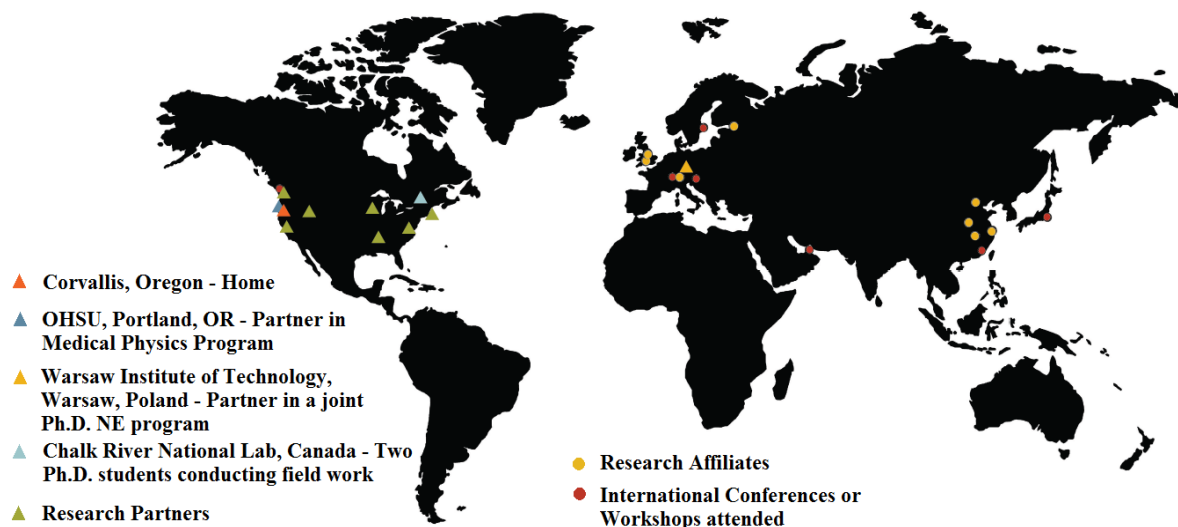 Corvallis, Oregon - Home
OHSU, Portland, OR - Partner in
Medical Physics Program
Warsaw Institute of Technology,
Warsaw, Poland - Partner in a joint
Ph.D. NE program
Chalk River National Lab, Canada - Two
Ph.D. students conducting field work
Research Partners
Research Affiliates
International Conferences or
Workshops attended